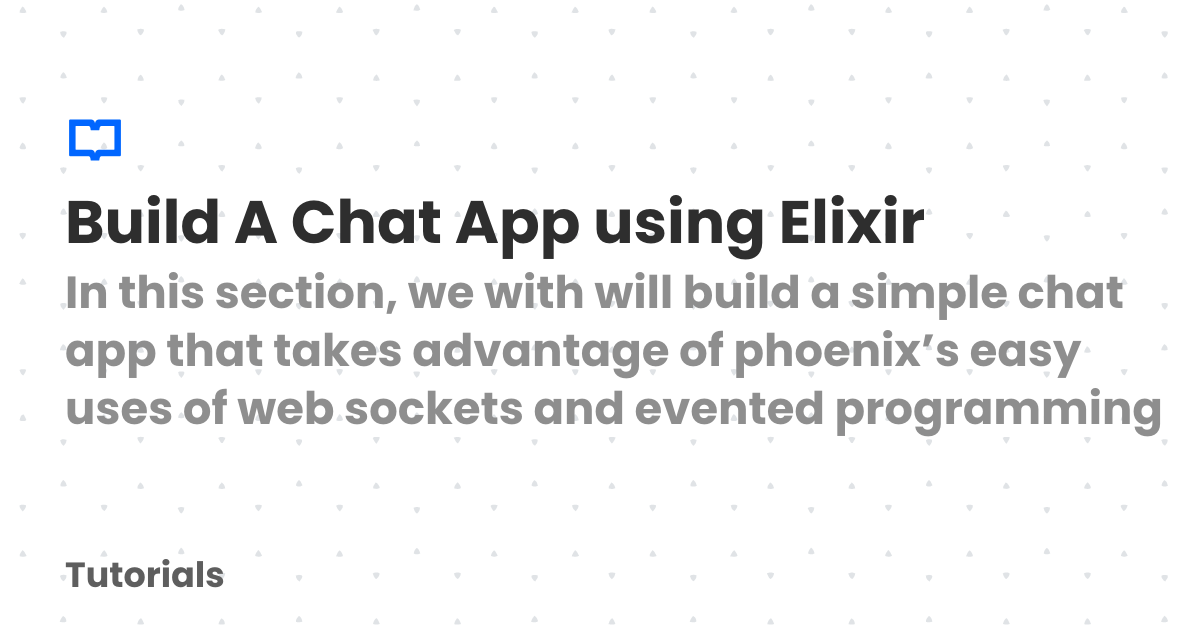 Build A Chat App using Elixir
In this section, we with will build a simple chat
app that takes advantage of phoenix’s easy
uses of web sockets and evented programming
Tutorials